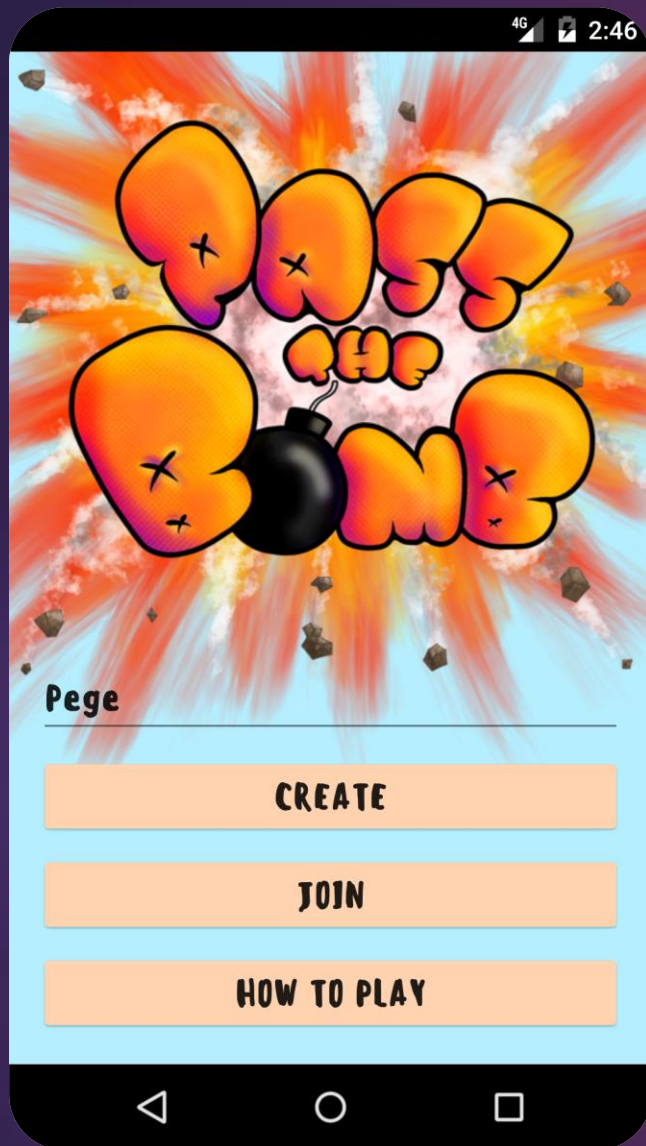 4G 2:46
PASS
THE
BOMB
Pege
CREATE
JOIN
HOW TO PLAY